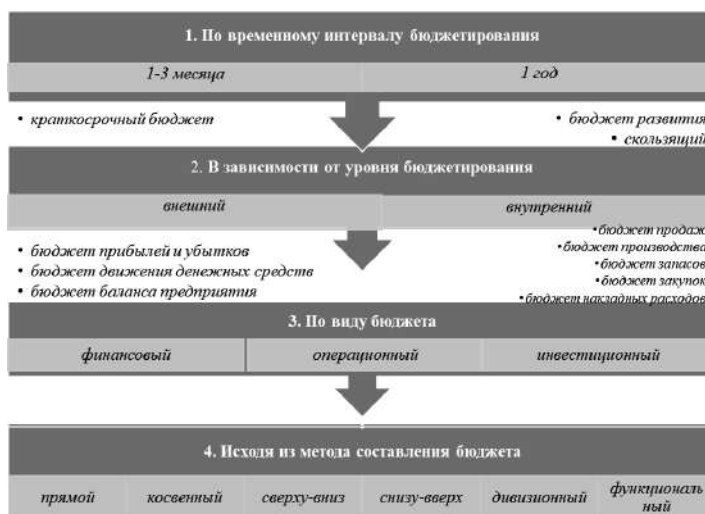 1. По временному интервалу бюджетирования
1-3 месяца
1 год
• краткосрочный бюджет
• бюджет развития
• скользящий
2. В зависимости от уровня бюджетирования
внешний
внутренний
• бюджет прибылей и убытков
• бюджет движения денежных средств
• бюджет баланса предприятия
•бюджет продаж
•бюджет производства
•бюджет запасов
•бюджет закупок
•бюджет накладных расходов
3. По виду бюджета
финансовый
операционный
инвестиционный
4. Исходя из метода составления бюджета
прямой
косвенный
сверху-вниз
снизу-вверх
дивизионный
функциональ
ный